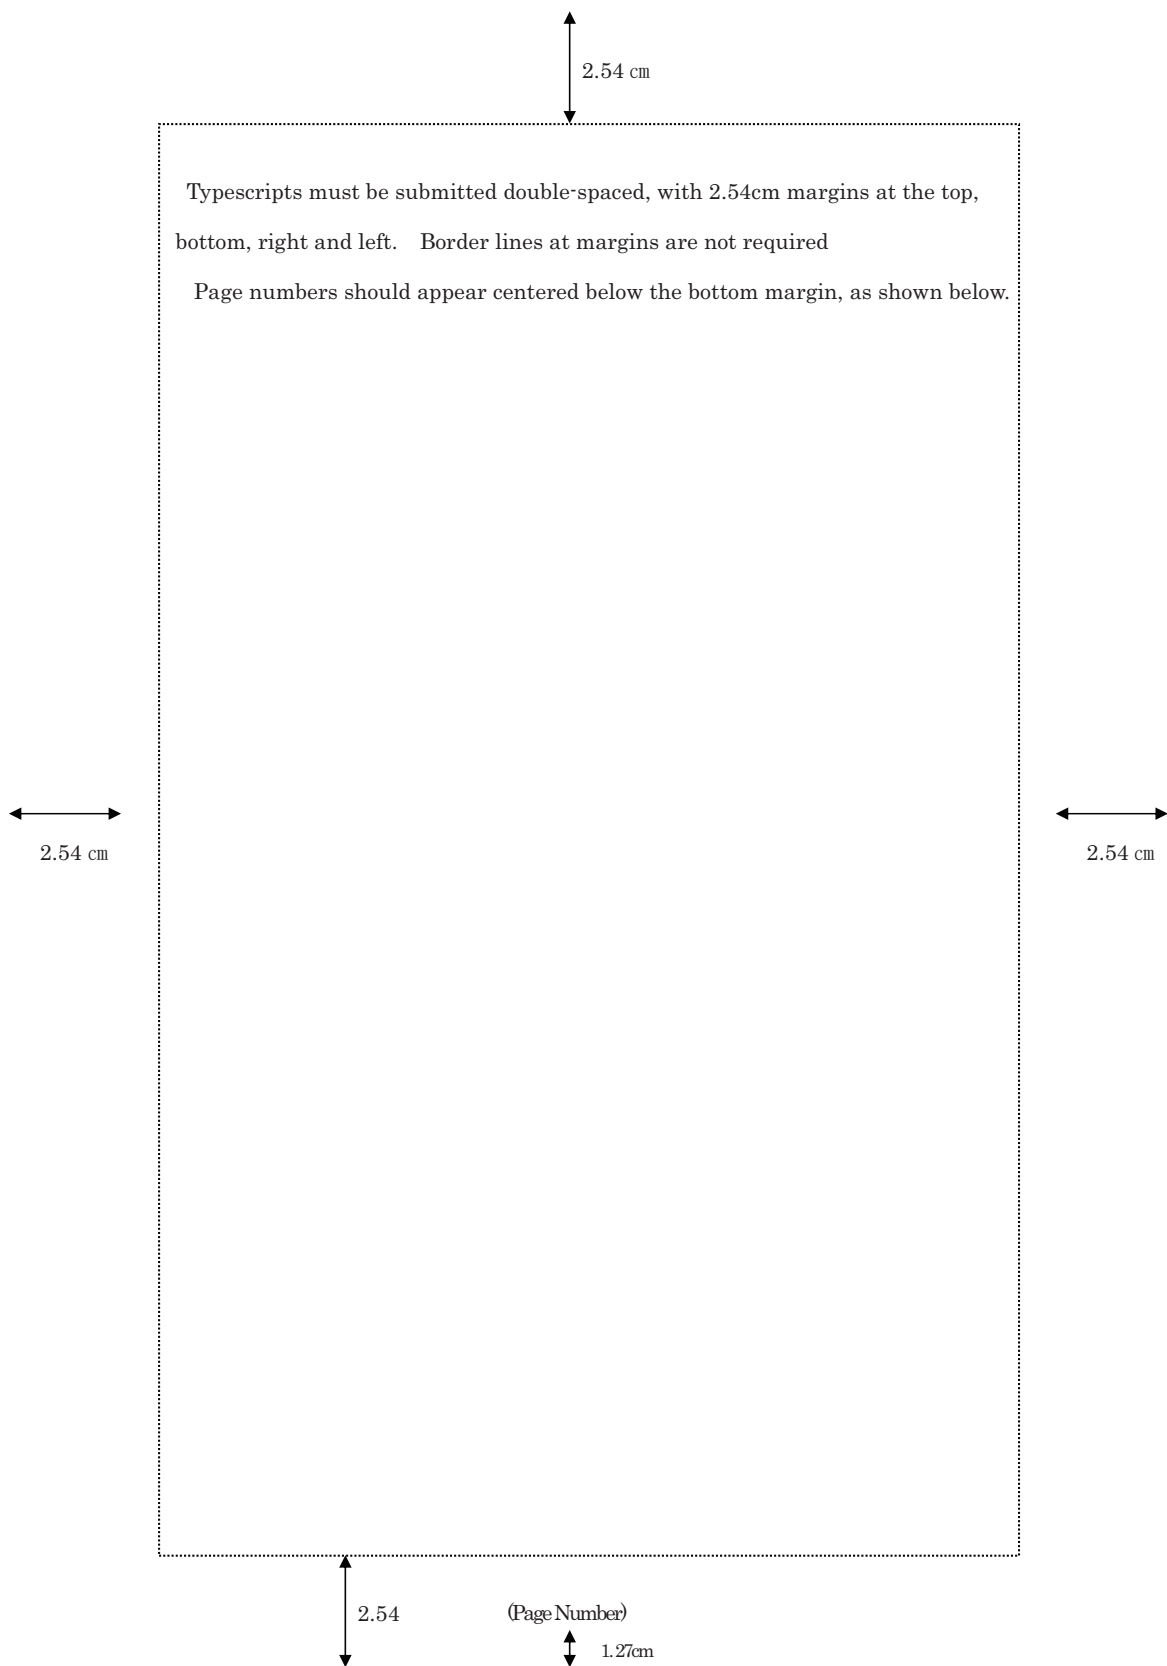 2.54 ㎝
Typescripts must be submitted double-spaced, with 2.54cm margins at the top,
bottom, right and left.　Border lines at margins are not required
Page numbers should appear centered below the bottom margin, as shown below.
2.54 ㎝
2.54 ㎝
2.54
(Page Number)
1.27cm